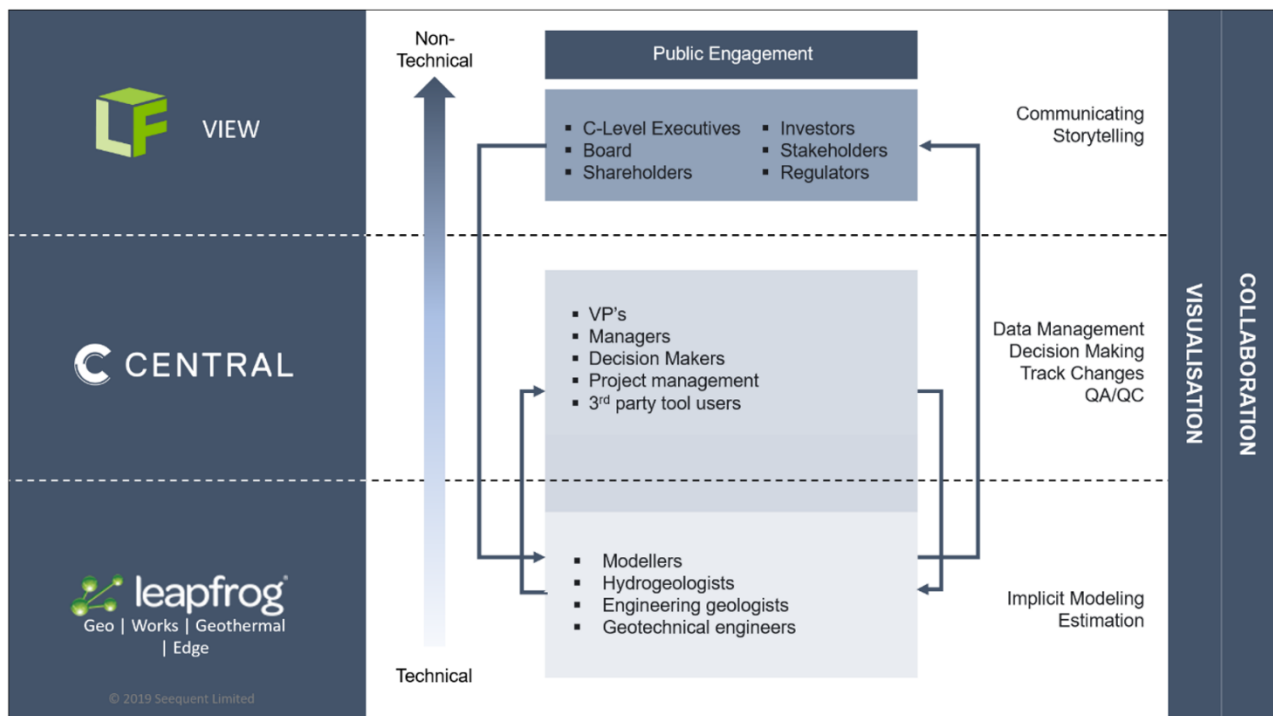 Non-
Technical
Public Engagement
LF VIEW
▪ C-Level Executives
▪ Board
▪ Shareholders
▪ Investors
▪ Stakeholders
▪ Regulators
Communicating
Storytelling
C CENTRAL
▪ VP's
▪ Managers
▪ Decision Makers
▪ Project management
▪ 3rd party tool users
Data Management
Decision Making
Track Changes
QA/QC
VISUALISATION
COLLABORATION
leapfrog®
Geo | Works | Geothermal
| Edge
▪ Modellers
▪ Hydrogeologists
▪ Engineering geologists
▪ Geotechnical engineers
Implicit Modeling
Estimation
Technical
© 2019 Seequent Limited